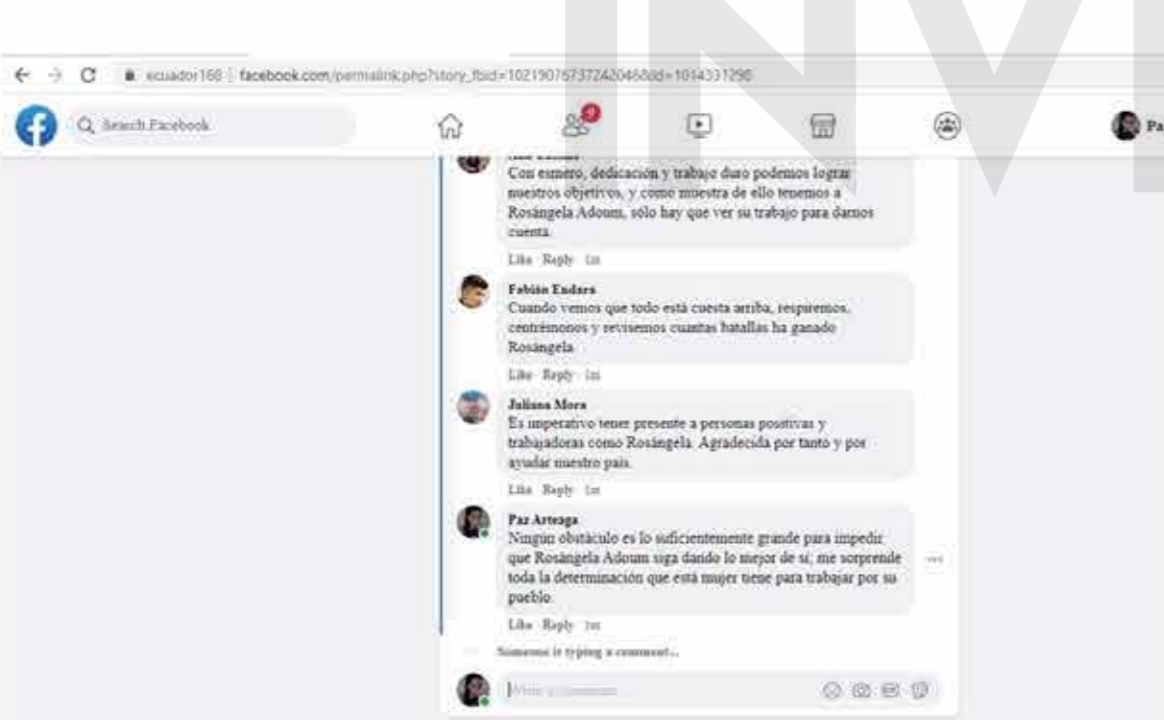 INVI
ecuador168 | facebook.com/permalink.php?story_fbid=
Search Facebook
Pa
Con esmero, dedicación y trabajo duro podemos lograr
nuestros objetivos, y como muestra de ello tenemos a
Rosángela Adoum, sólo hay que ver su trabajo para darnos
cuenta.
Like Reply 1m
Fabián Endara
Cuando vemos que todo está cuesta arriba, respiremos,
centrémonos y revisemos cuantas batallas ha ganado
Rosángela.
Like Reply 1m
Juliana Mora
Es imperativo tener presente a personas positivas y
trabajadoras como Rosángela. Agradecida por tanto y por
ayudar nuestro país.
Like Reply 1m
Paz Arteaga
Ningún obstáculo es lo suficientemente grande para impedir
que Rosángela Adoum siga dando lo mejor de sí, me sorprende
toda la determinación que está mujer tiene para trabajar por su
pueblo.
Like Reply 1m
Someone is typing a comment...
Write a comment...